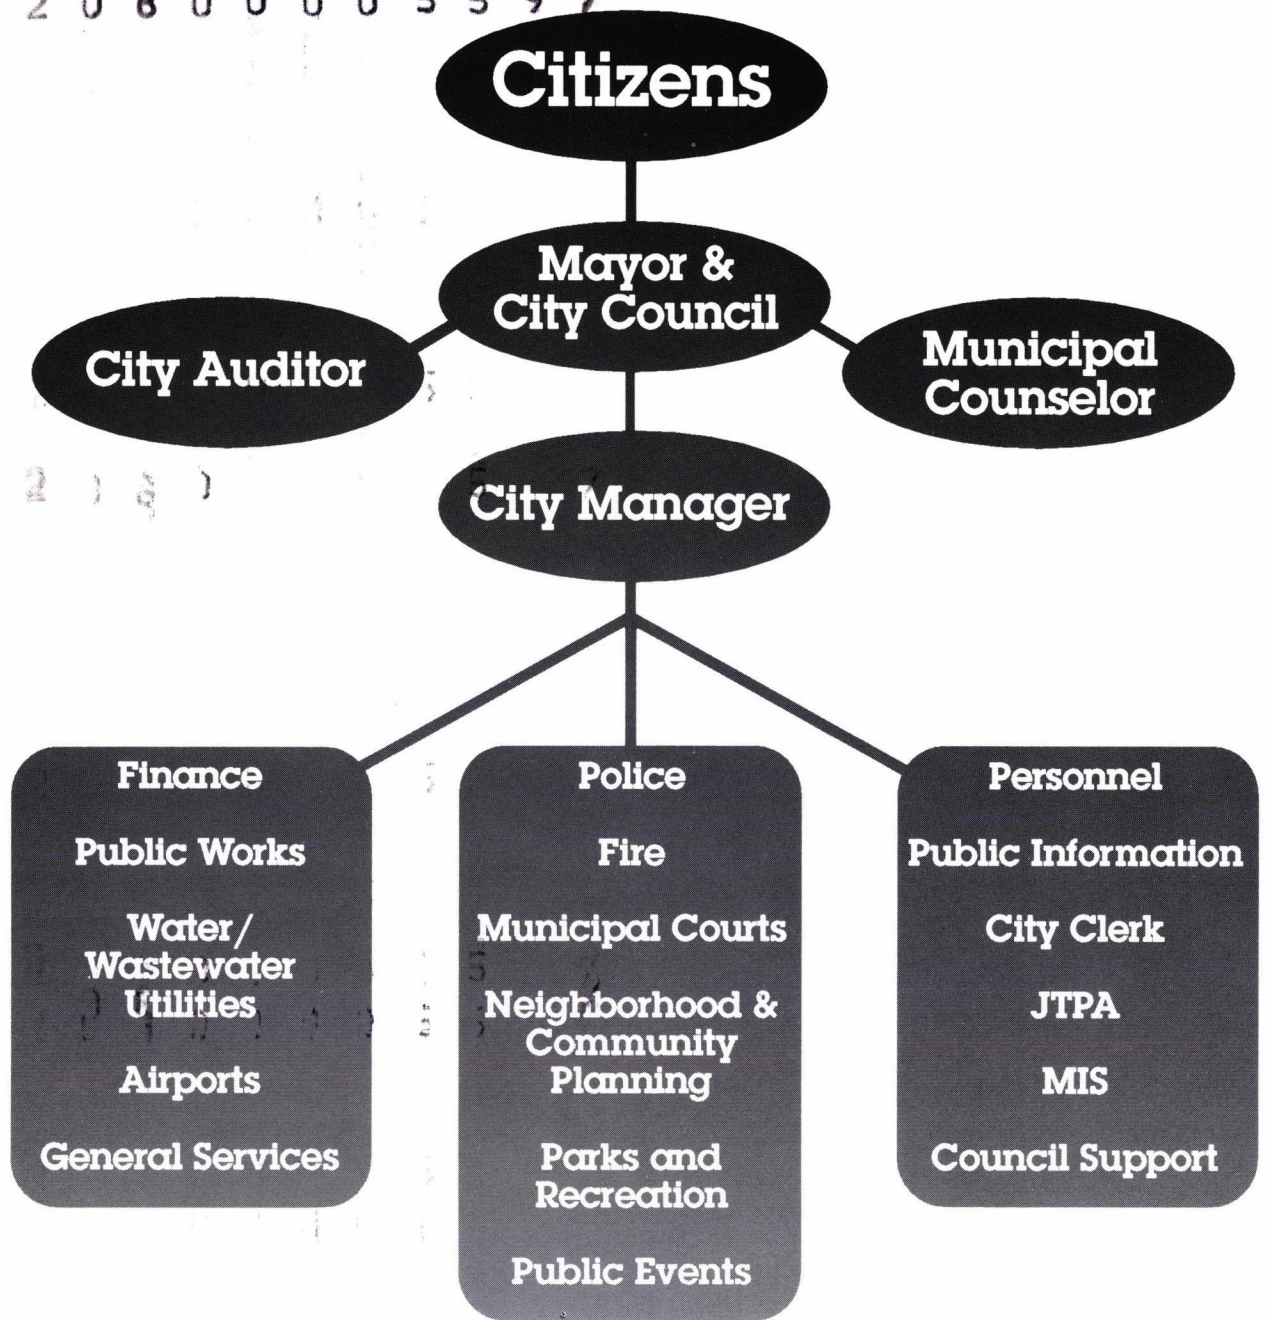 Citizens
Mayor &
City Council
City Auditor
Municipal
Counselor
City Manager
Finance
Public Works
Water/
Wastewater
Utilities
Airports
General Services
Police
Fire
Municipal Courts
Neighborhood &
Community
Planning
Parks and
Recreation
Public Events
Personnel
Public Information
City Clerk
JTPA
MIS
Council Support